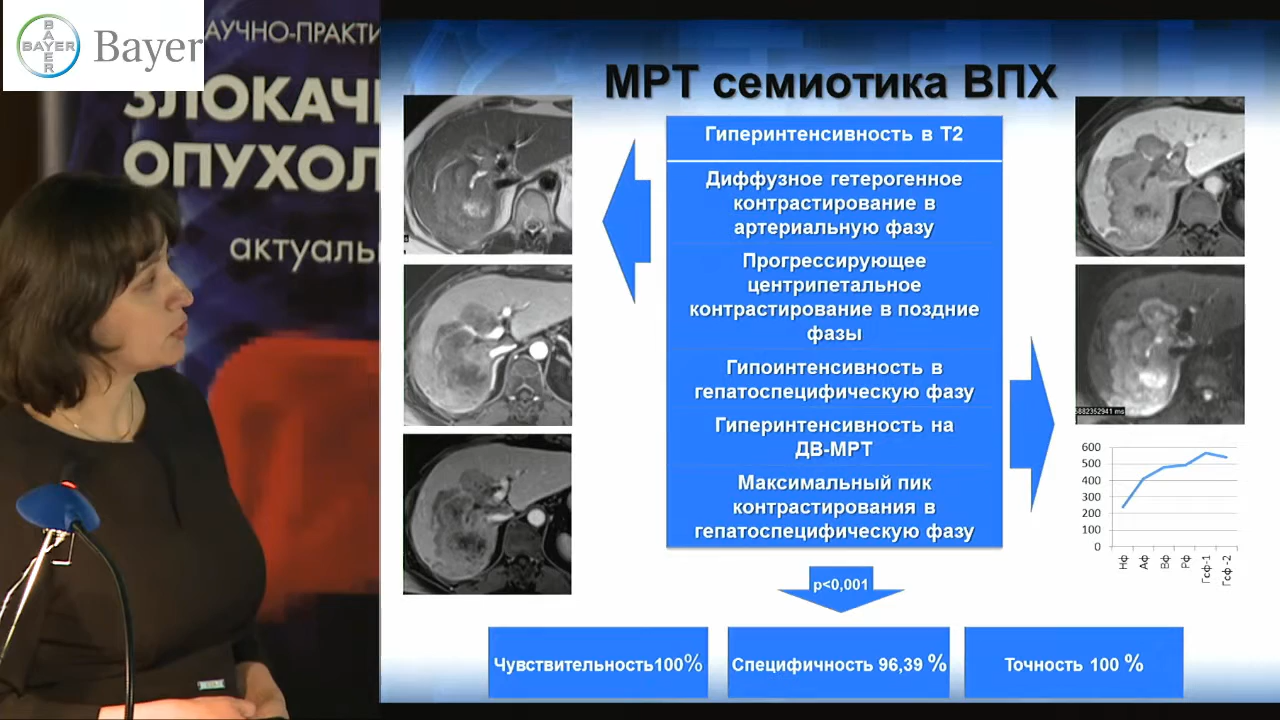 BAYER
BAYER
Bayer
АУЧНО-ПРАКТИ
ЗЛОКАЧ
ОПУХОЛ
актуаль
МРТ семиотика ВПХ
Гиперинтенсивность в Т2
Диффузное гетерогенное
контрастирование в
артериальную фазу
Прогрессирующее
центрипетальное
контрастирование в поздние
фазы
Гипоинтенсивность в
гепатоспецифическую фазу
Гиперинтенсивность на
ДВ-МРТ
Максимальный пик
контрастирования в
гепатоспецифическую фазу
5882352941 ms
600
500
400
300
200
100
0
Нф
Аф
Вф
Рф
Гсф-1
Гсф -2
p<0,001
Чувствительность100%
Специфичность 96,39 %
Точность 100 %